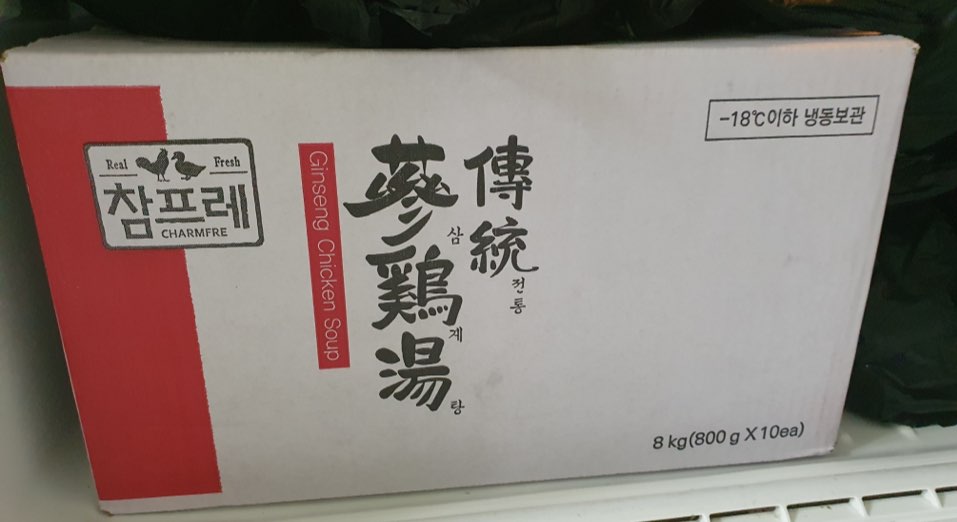 Real Fresh
참프레
CHARMFRE
Ginseng Chicken Soup
傳統
전통
蔘鷄湯
삼계탕
-18℃이하 냉동보관
8 kg(800 g X 10ea)